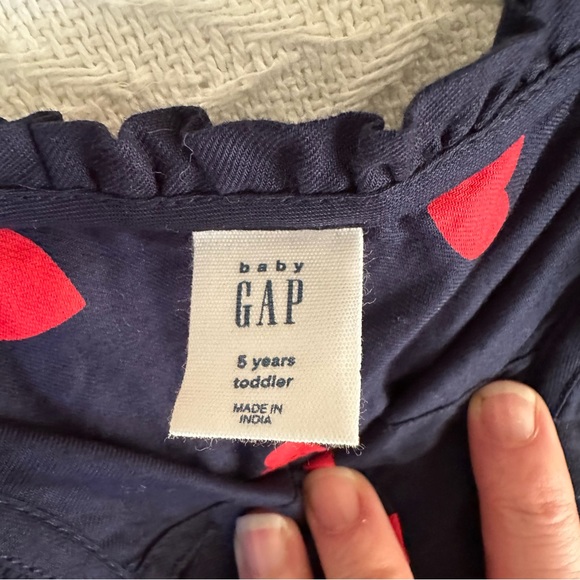 baby
GAP
5 years
toddler
MADE IN
INDIA